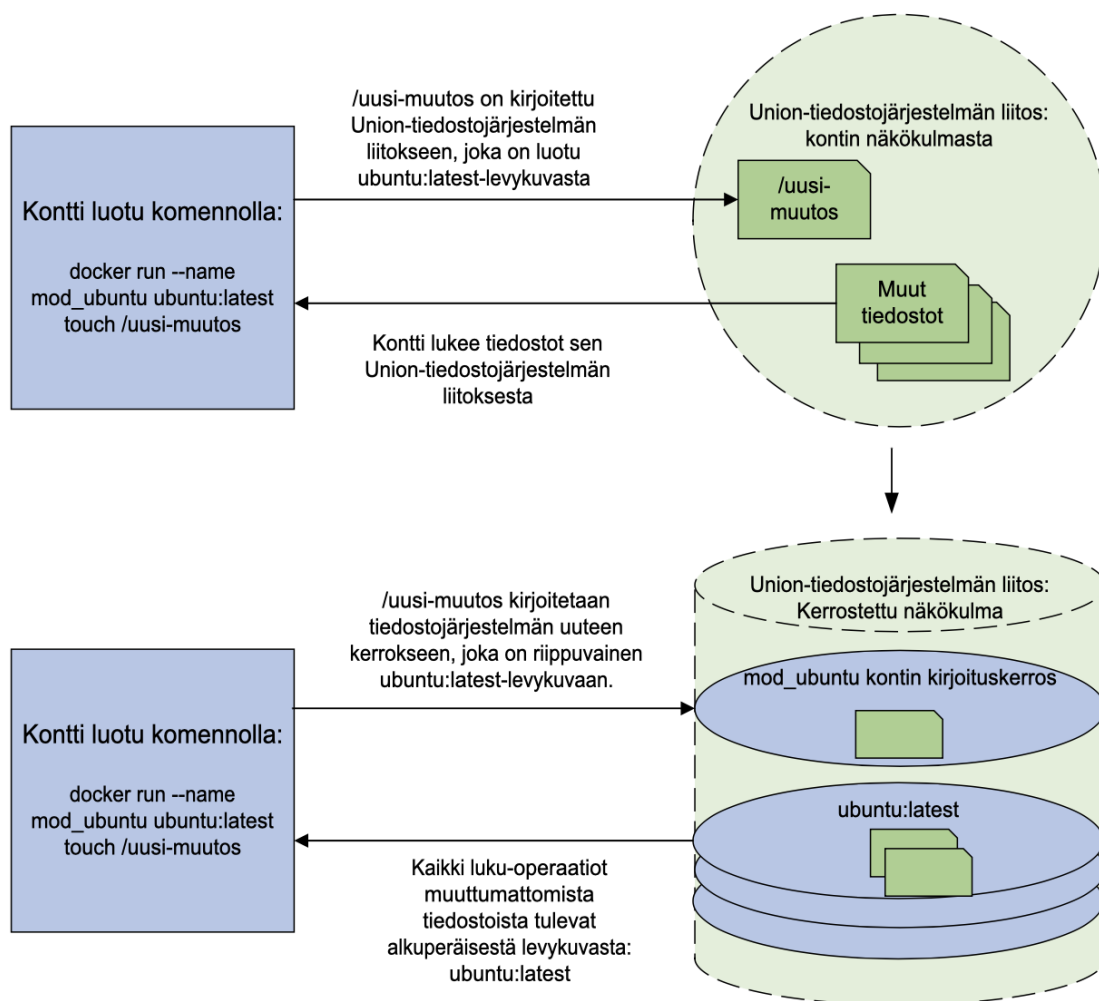 /uusi-muutos on kirjoitettu
Union-tiedostojärjestelmän
liitokseen, joka on luotu
ubuntu:latest-levykuvasta
Union-tiedostojärjestelmän liitos:
kontin näkökulmasta
/uusi-
muutos
Kontti luotu komennolla:
docker run --name
mod_ubuntu ubuntu:latest
touch /uusi-muutos
Muut
tiedostot
Kontti lukee tiedostot sen
Union-tiedostojärjestelmän
liitoksesta
Union-tiedostojärjestelmän liitos:
Kerrostettu näkökulma
/uusi-muutos kirjoitetaan
tiedostojärjestelmän uuteen
kerrokseen, joka on riippuvainen
ubuntu:latest-levykuvaan.
mod_ubuntu kontin kirjoituskerros
Kontti luotu komennolla:
docker run --name
mod_ubuntu ubuntu:latest
touch /uusi-muutos
ubuntu:latest
Kaikki luku-operaatiot
muuttumattomista
tiedostoista tulevat
alkuperäisestä levykuvasta:
ubuntu:latest